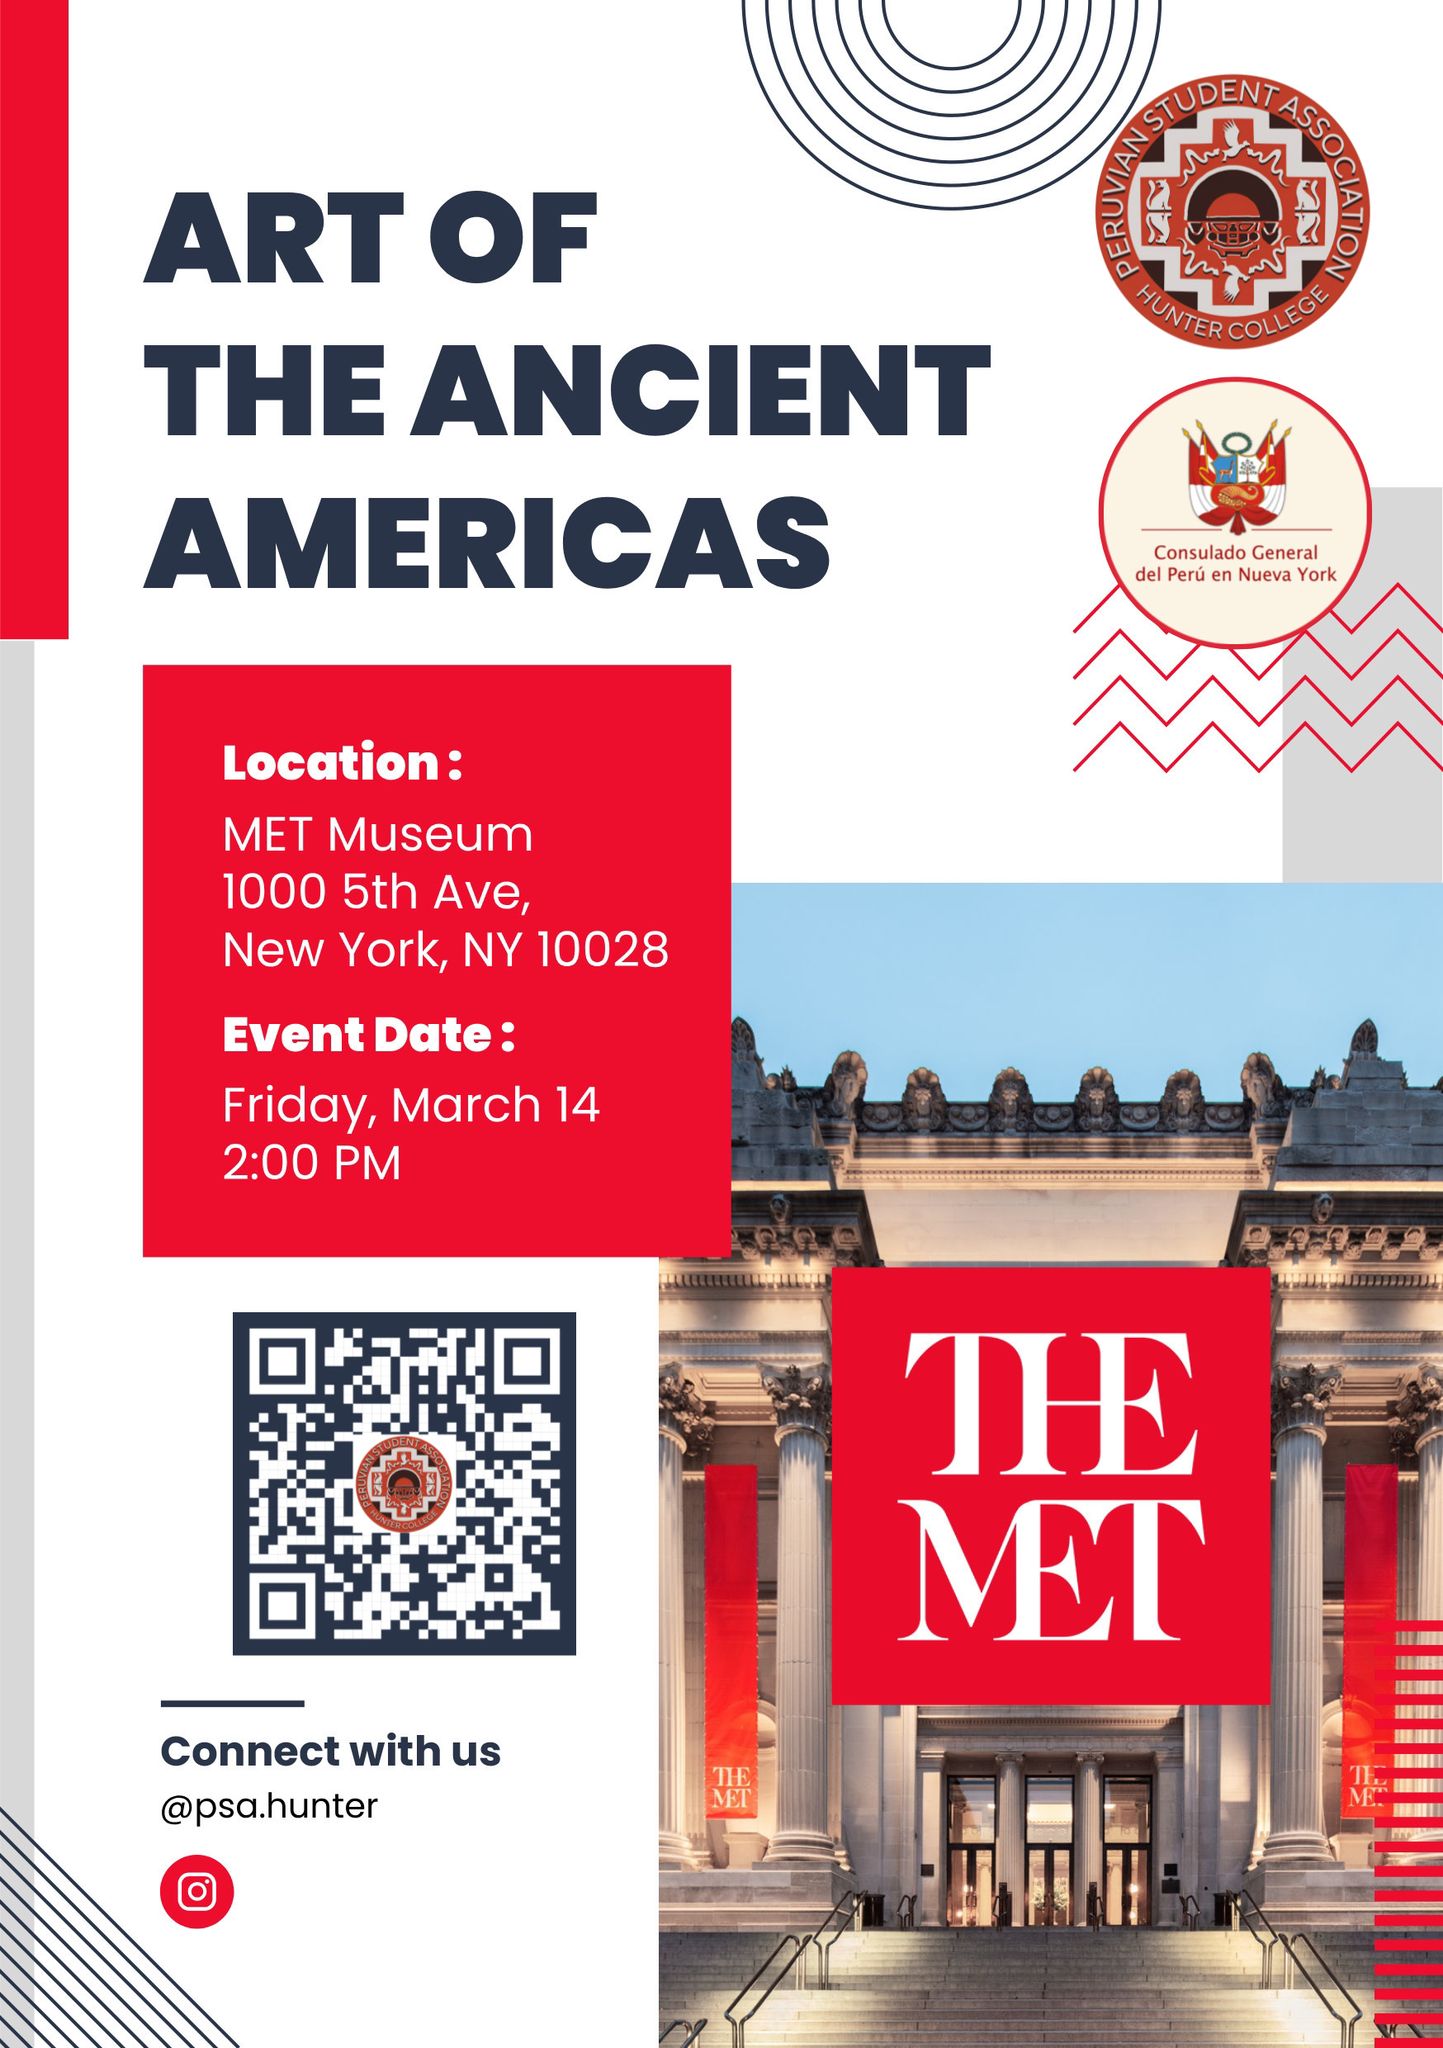 ART OF
THE ANCIENT
AMERICAS
PERUVIAN STUDENT ASSOCIATION
HUNTER COLLEGE
Consulado General
del Perú en Nueva York
Location :
MET Museum
1000 5th Ave,
New York, NY 10028
Event Date :
Friday, March 14
2:00 PM
PERUVIAN STUDENT ASSOCIATION
HUNTER COLLEGE
THE
MET
THE
MET
THE
MET
Connect with us
@psa.hunter